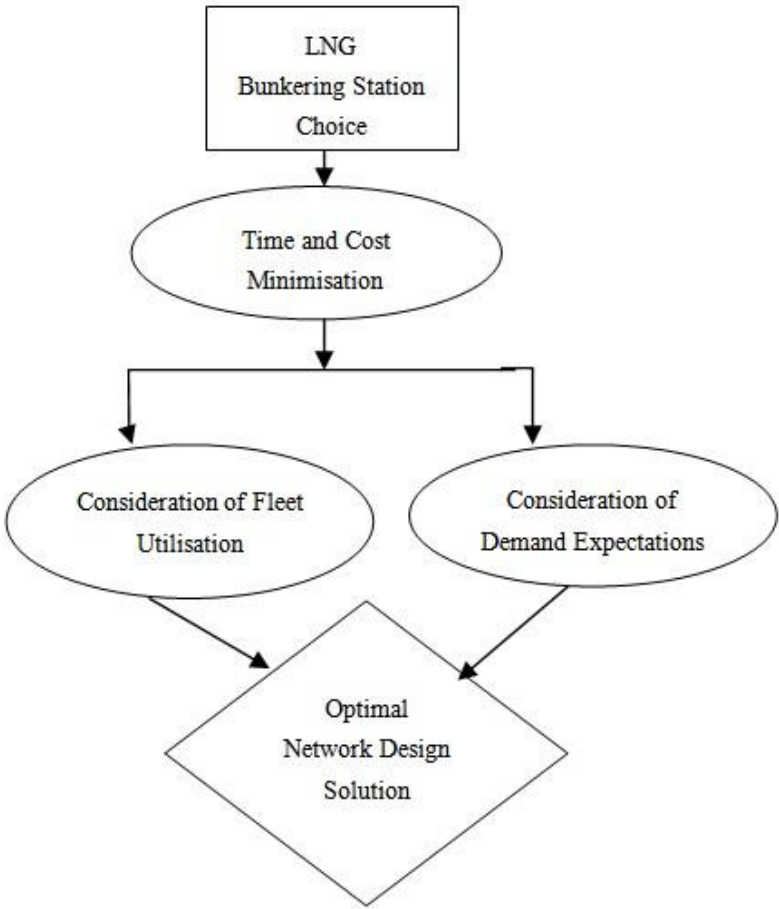 LNG
Bunkering Station
Choice
Time and Cost
Minimisation
Consideration of Fleet
Utilisation
Consideration of
Demand Expectations
Optimal
Network Design
Solution